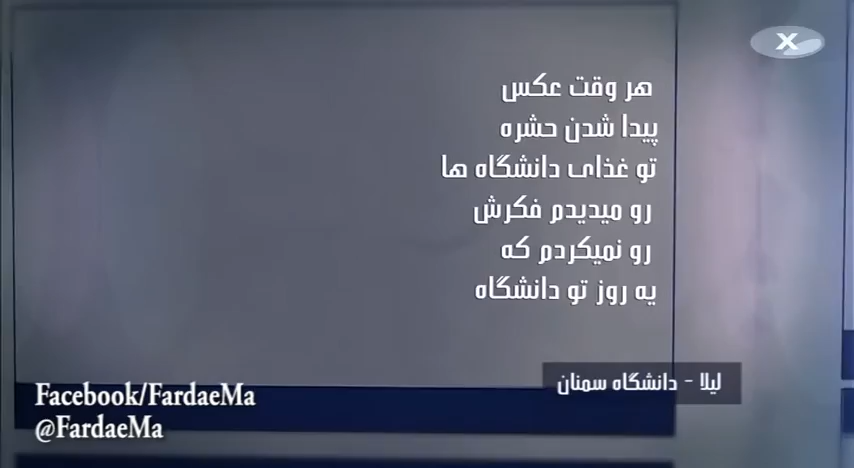 X
هر وقت عکس
پیدا شدن حشره
تو غذای دانشگاه ها
رو میدیدم فکرش
رو نمیکردم که
یه روز تو دانشگاه
لیلا - دانشگاه سمنان
Facebook/FardaeMa
@FardaeMa